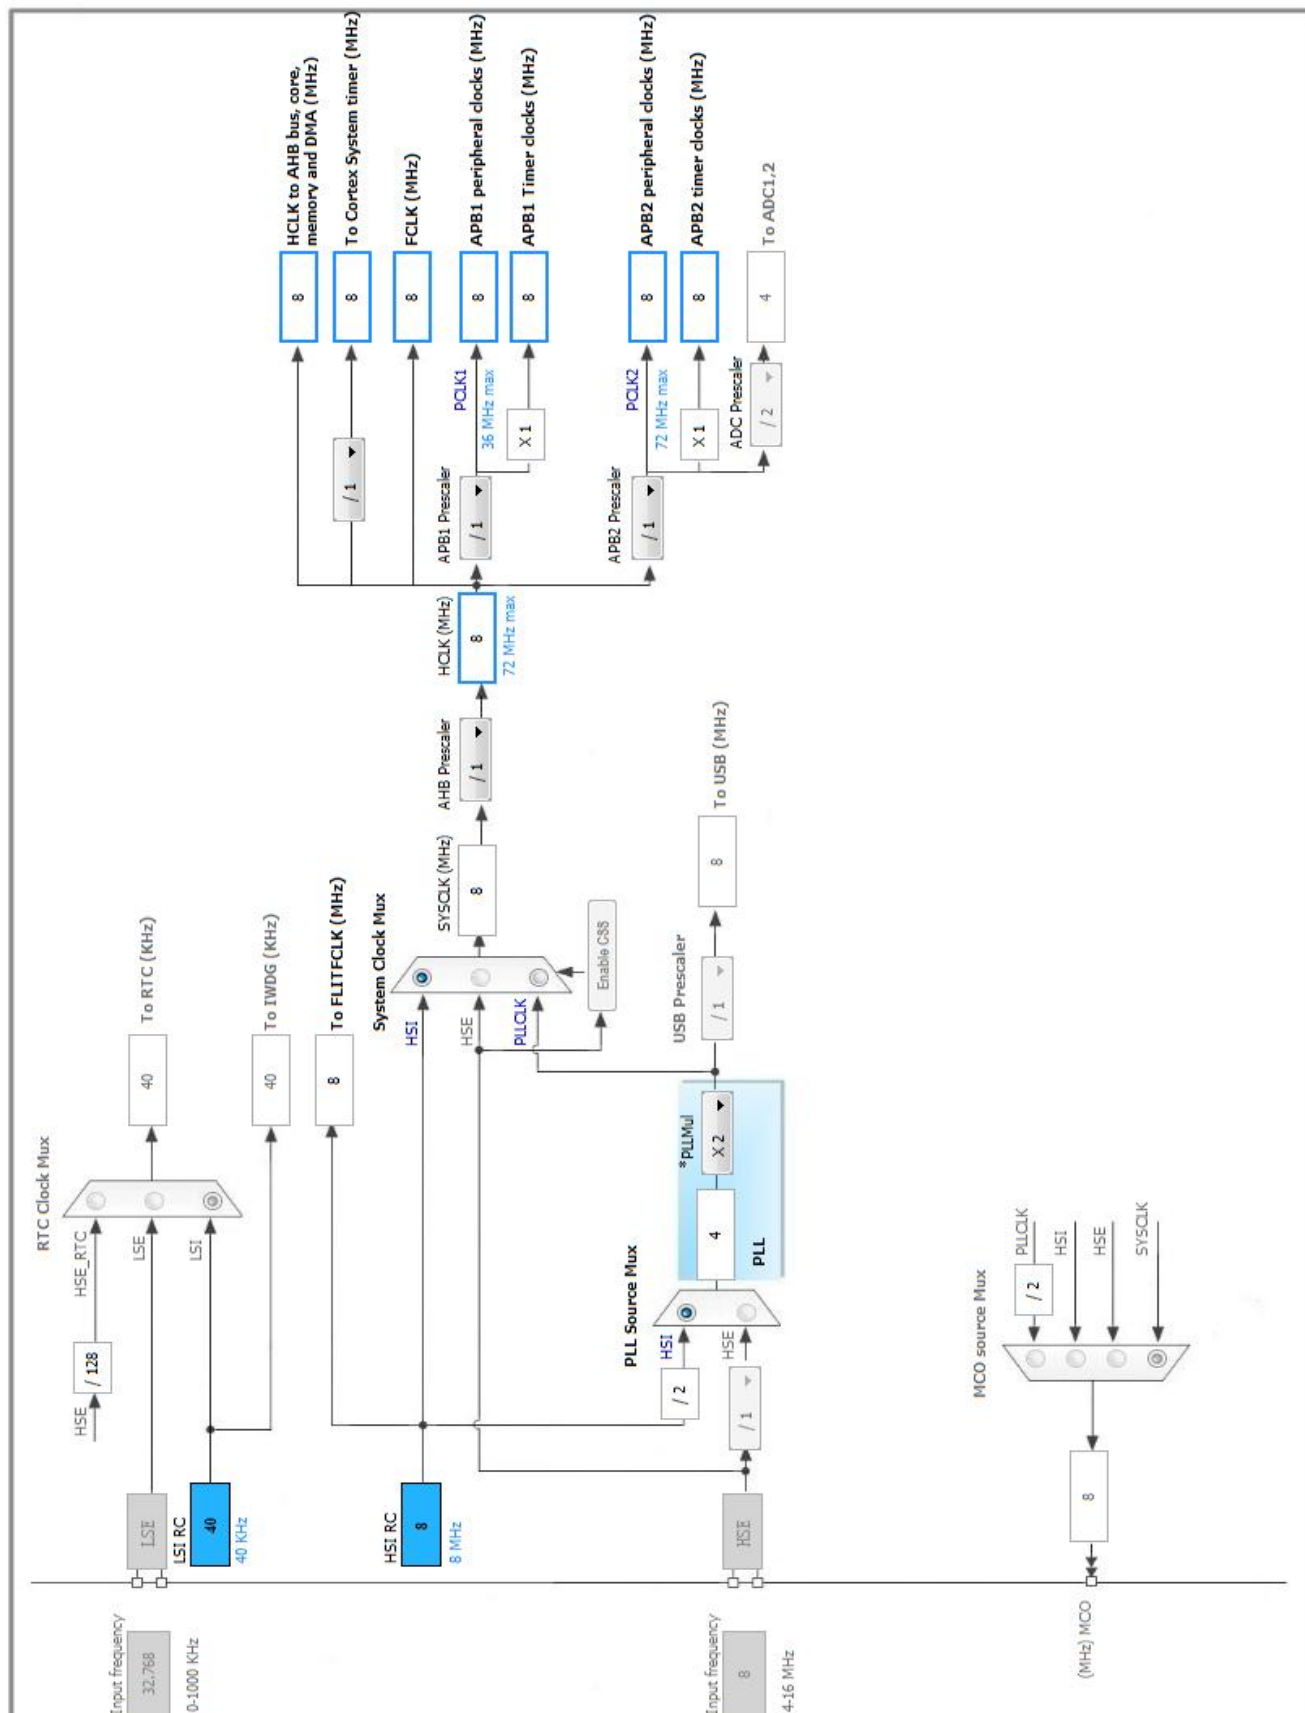 RTC Clock Mux
HSE
/ 128
HSE_RTC
Input frequency
32.768
0-1000 KHz
LSE
LSE
40
To RTC (KHz)
LSI RC
40
40 KHz
LSI
40
To IWDG (KHz)
8
To FLITFCLK (MHz)
HSI RC
8
8 MHz
System Clock Mux
HSI
HSE
PLLCLK
Enable CSS
SYSCLK (MHz)
8
AHB Prescaler
/ 1
HCLK (MHz)
8
72 MHz max
8
HCLK to AHB bus, core,
memory and DMA (MHz)
/ 1
8
To Cortex System timer (MHz)
8
FCLK (MHz)
APB1 Prescaler
/ 1
PCLK1
36 MHz max
8
APB1 peripheral clocks (MHz)
X 1
8
APB1 Timer clocks (MHz)
APB2 Prescaler
/ 1
PCLK2
72 MHz max
8
APB2 peripheral clocks (MHz)
X 1
8
APB2 timer clocks (MHz)
ADC Prescaler
/ 2
4
To ADC1,2
PLL Source Mux
/ 2
HSI
Input frequency
8
4-16 MHz
HSE
/ 1
HSE
4
*PLLMul
X 2
PLL
USB Prescaler
/ 1
8
To USB (MHz)
MCO source Mux
(MHz) MCO
8
/ 2
PLLCLK
HSI
HSE
SYSCLK